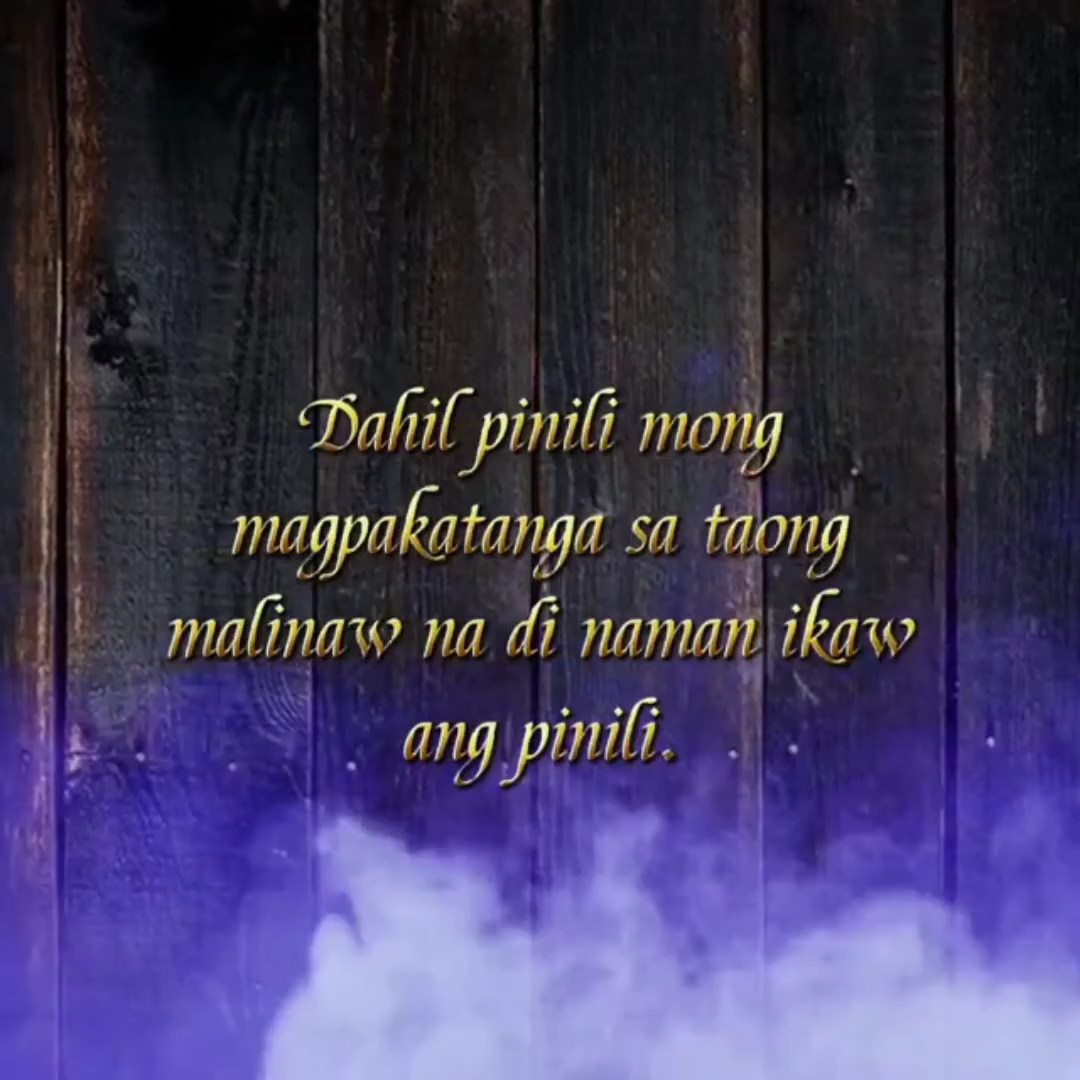 Dahil pinili mong
magpakatanga sa taong
malinaw na di naman ikaw
ang pinili.